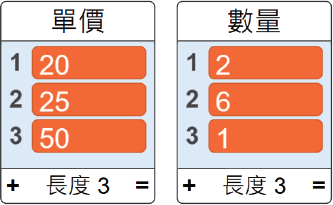 單價
1 20
2 25
3 50
+ 長度 3 =
數量
1 2
2 6
3 1
+ 長度 3 =